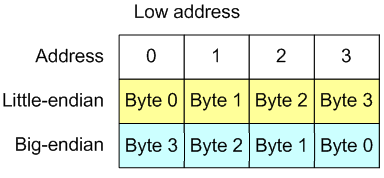 Low address
Address 0 1 2 3
Little-endian Byte 0 Byte 1 Byte 2 Byte 3
Big-endian Byte 3 Byte 2 Byte 1 Byte 0